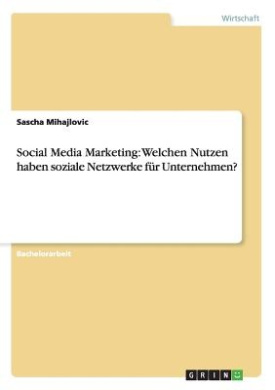 Wirtschaft
Sascha Mihajlovic
Social Media Marketing: Welchen Nutzen
haben soziale Netzwerke für Unternehmen?
Bachelorarbeit
GRIN